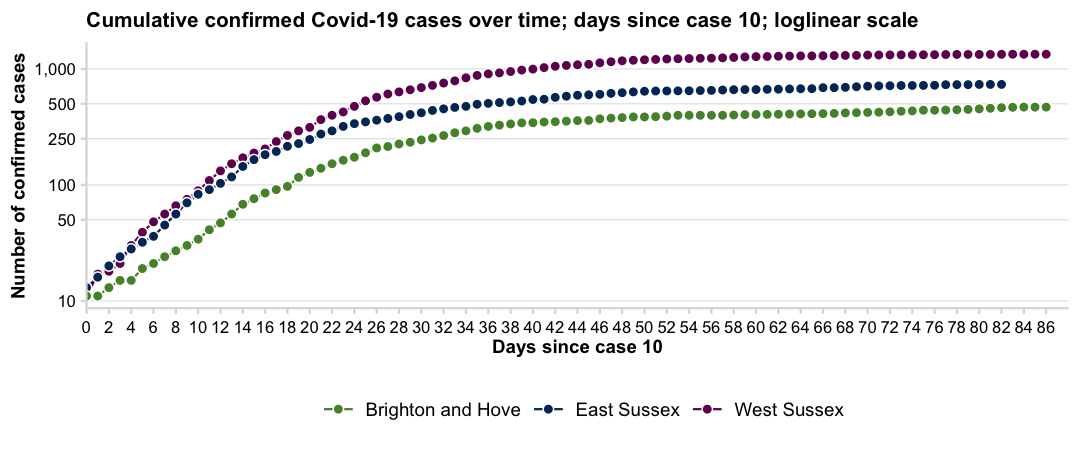 Cumulative confirmed Covid-19 cases over time; days since case 10; loglinear scale
Number of confirmed cases
1,000
500
250
100
50
10
0 2 4 6 8 10 12 14 16 18 20 22 24 26 28 30 32 34 36 38 40 42 44 46 48 50 52 54 56 58 60 62 64 66 68 70 72 74 76 78 80 82 84 86
Days since case 10
Brighton and Hove East Sussex West Sussex